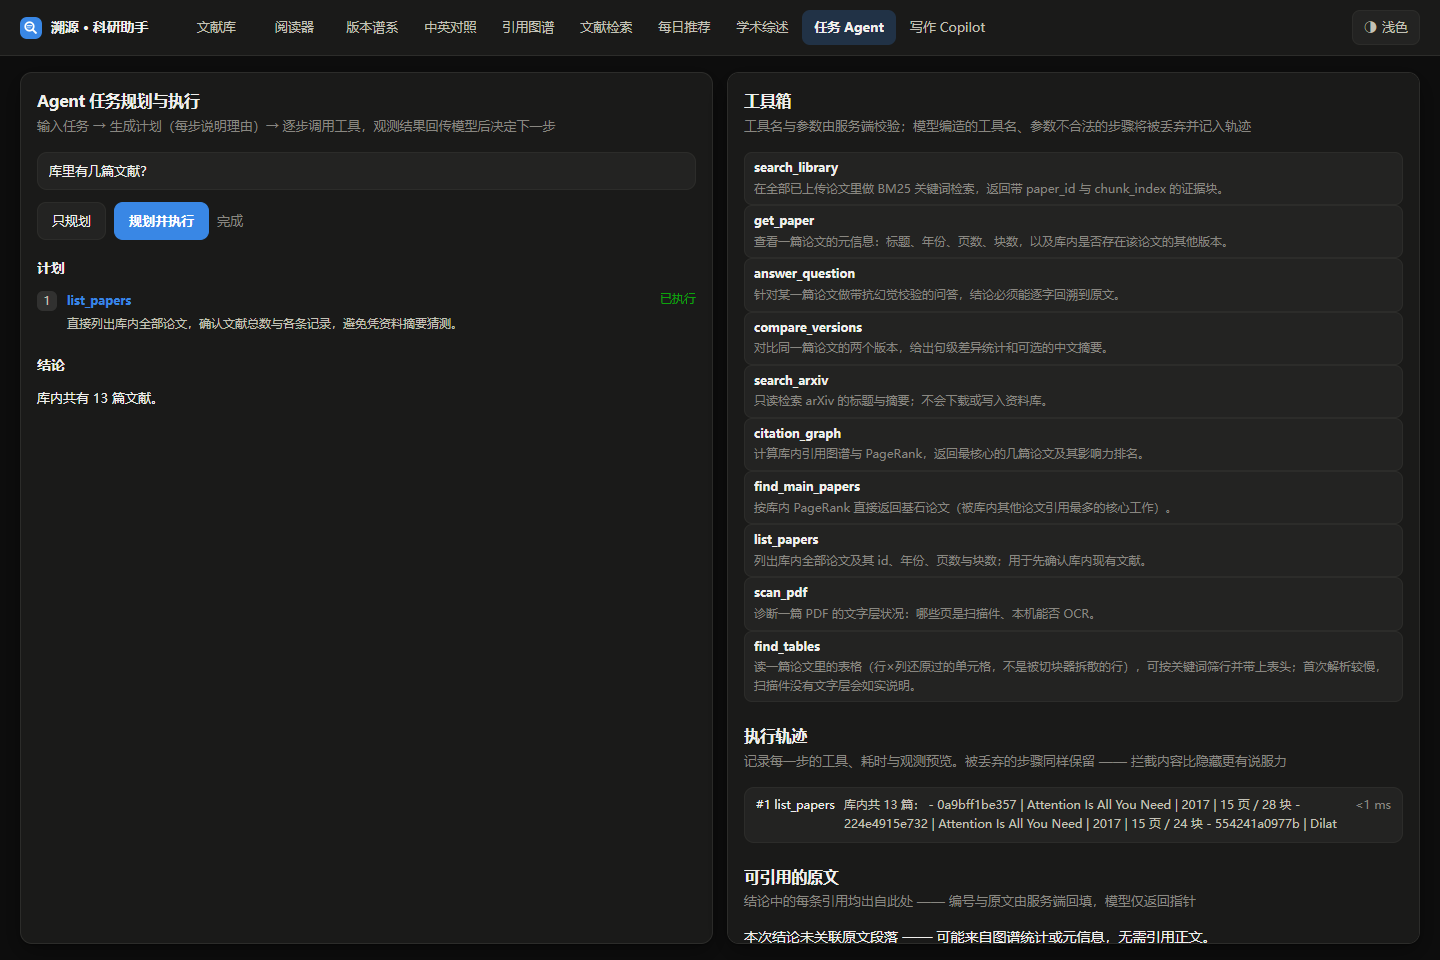 溯源 • 科研助手
文献库
阅读器
版本谱系
中英对照
引用图谱
文献检索
每日推荐
学术综述
任务 Agent
写作 Copilot
浅色
Agent 任务规划与执行
输入任务 → 生成计划（每步说明理由）→ 逐步调用工具，观测结果回传模型后决定下一步
库里有几篇文献？
只规划
规划并执行
完成
计划
1
list_papers
已执行
直接列出库内全部论文，确认文献总数与各条记录，避免凭资料摘要猜测。
结论
库内共有 13 篇文献。
工具箱
工具名与参数由服务端校验；模型编造的工具名、参数不合法的步骤将被丢弃并记入轨迹
search_library
在全部已上传论文里做 BM25 关键词检索，返回带 paper_id 与 chunk_index 的证据块。
get_paper
查看一篇论文的元信息：标题、年份、页数、块数，以及库内是否存在该论文的其他版本。
answer_question
针对某一篇论文做带抗幻觉校验的问答，结论必须能逐字回溯到原文。
compare_versions
对比同一篇论文的两个版本，给出句级差异统计和可选的中文摘要。
search_arxiv
只读检索 arXiv 的标题与摘要；不会下载或写入资料库。
citation_graph
计算库内引用图谱与 PageRank，返回最核心的几篇论文及其影响力排名。
find_main_papers
按库内 PageRank 直接返回基石论文（被库内其他论文引用最多的核心工作）。
list_papers
列出库内全部论文及其 id、年份、页数与块数；用于先确认库内现有文献。
scan_pdf
诊断一篇 PDF 的文字层状况：哪些页是扫描件、本机能否 OCR。
find_tables
读一篇论文里的表格（行×列还原过的单元格，不是被切块器拆散的行），可按关键词筛行并带上表头；首次解析较慢，
扫描件没有文字层会如实说明。
执行轨迹
记录每一步的工具、耗时与观测预览。被丢弃的步骤同样保留 —— 拦截内容比隐藏更有说服力
#1 list_papers
库内共 13 �： - 0a9bff1be357 | Attention Is All You Need | 2017 | 15 页 / 28 块 -
<1 ms
224e4915e732 | Attention Is All You Need | 2017 | 15 页 / 24 块 - 554241a0977b | Dilat
可引用的原文
结论中的每条引用均出自此处 —— 编号与原文由服务端回填，模型仅返回指针
本次结论未关联原文段落 —— 可能来自图谱统计或元信息，无需引用正文。